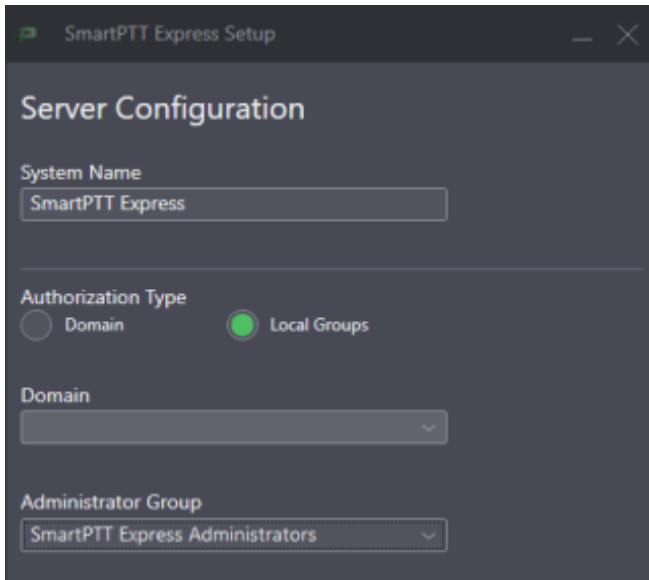 SmartPTT Express Setup
Server Configuration
System Name
SmartPTT Express
Authorization Type
Domain Local Groups
Domain
Administrator Group
SmartPTT Express Administrators